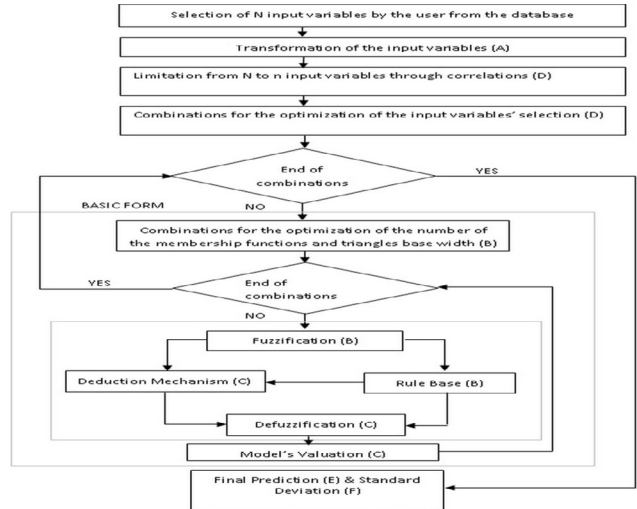 Selection of N input variables by the user from the database
Transformation of the input variables (A)
Limitation from N to n input variables through correlations (D)
Combinations for the optimization of the input variables' selection (D)
End of
combinations
YES
BASIC FORM
NO
Combinations for the optimization of the number of
the membership functions and triangles base width (B)
YES
End of
combinations
NO
Fuzzification (B)
Deduction Mechanism (C)
Rule Base (B)
Defuzzification (C)
Model's Valuation (C)
Final Prediction (E) & Standard
Deviation (F)